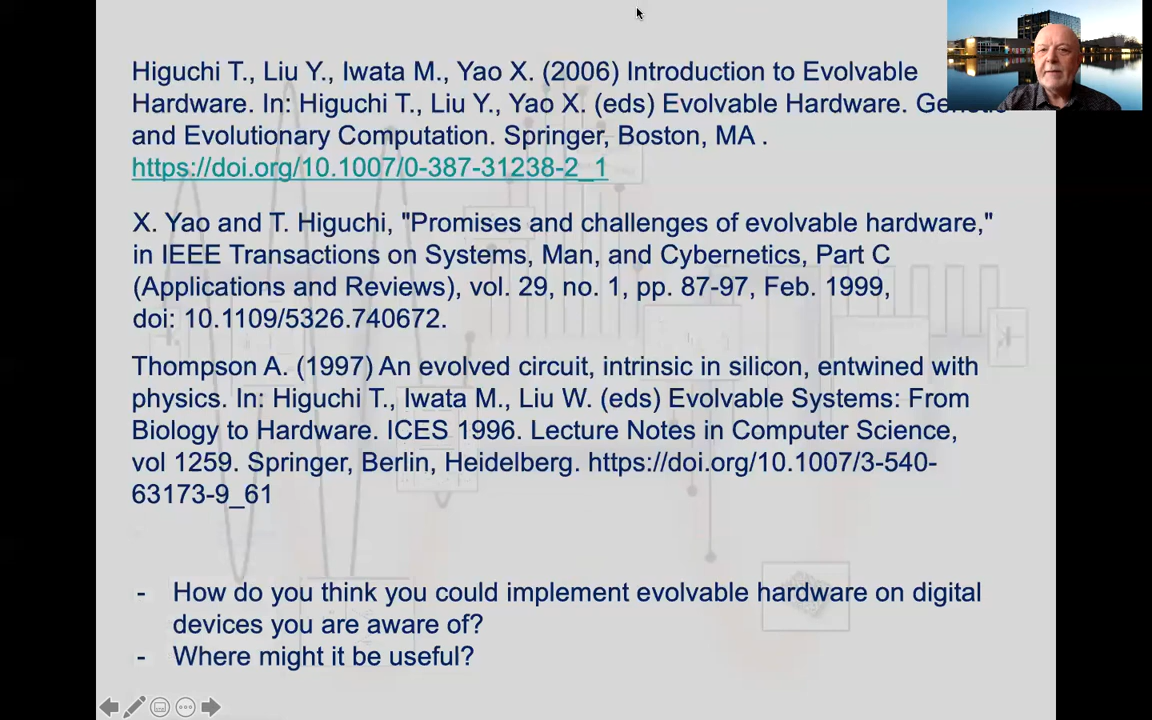 Higuchi T., Liu Y., Iwata M., Yao X. (2006) Introduction to Evolvable
Hardware. In: Higuchi T., Liu Y., Yao X. (eds) Evolvable Hardware.
and Evolutionary Computation. Springer, Boston, MA .
https://doi.org/10.1007/0-387-31238-2_1
X. Yao and T. Higuchi, "Promises and challenges of evolvable hardware,"
in IEEE Transactions on Systems, Man, and Cybernetics, Part C
(Applications and Reviews), vol. 29, no. 1, pp. 87-97, Feb. 1999,
doi: 10.1109/5326.740672.
Thompson A. (1997) An evolved circuit, intrinsic in silicon, entwined with
physics. In: Higuchi T., Iwata M., Liu W. (eds) Evolvable Systems: From
Biology to Hardware. ICES 1996. Lecture Notes in Computer Science,
vol 1259. Springer, Berlin, Heidelberg. https://doi.org/10.1007/3-540-
63173-9_61
- How do you think you could implement evolvable hardware on digital
devices you are aware of?
- Where might it be useful?